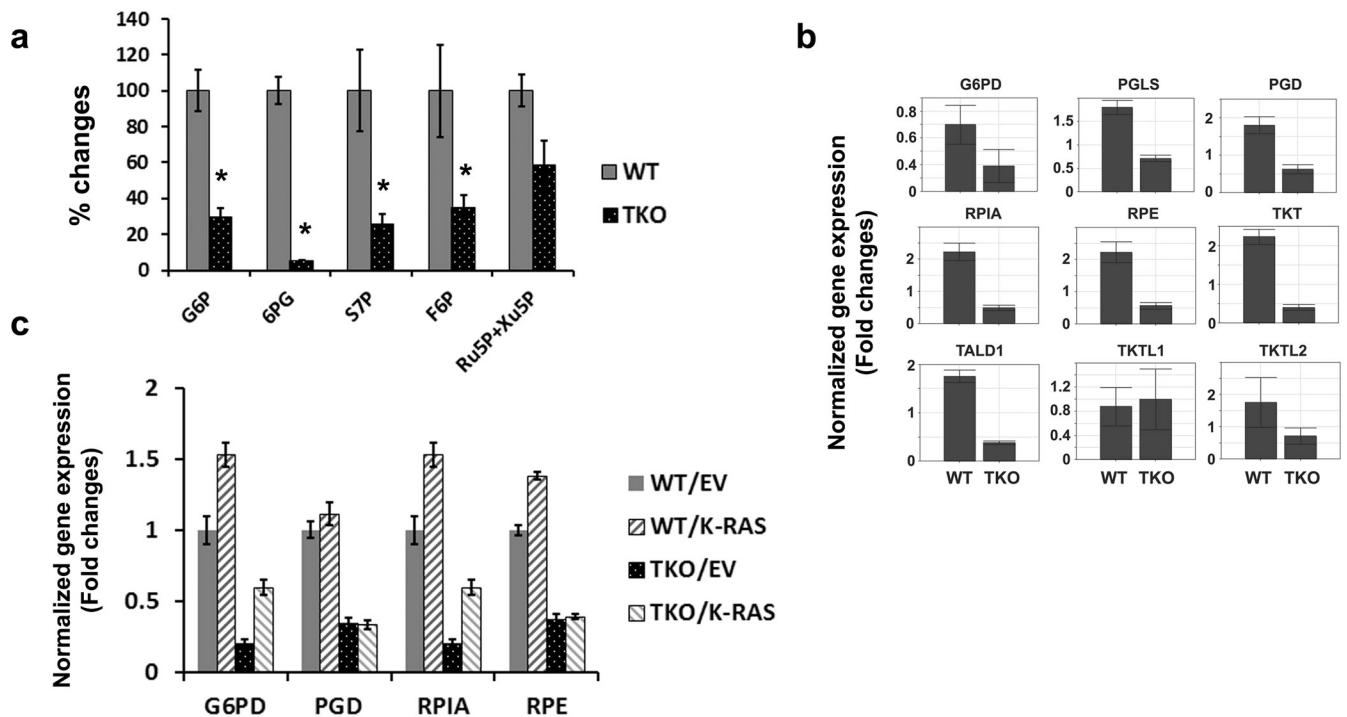 a
% changes
140
120
100
80
60
40
20
0
*
*
*
*
G6P
6PG
S7P
F6P
Ru5P+Xu5P
WT
TKO
b
Normalized gene expression
(Fold changes)
G6PD
0.8
0.6
0.4
0
PGLS
1.5
1
0.5
0
PGD
2
1
0
RPIA
2
1
0
RPE
2
1
0
TKT
2
1
0
TALD1
2
1
0
TKTL1
1.2
0.8
0.4
0
TKTL2
2
1
0
WT TKO
WT TKO
WT TKO
c
Normalized gene expression
(Fold changes)
2
1.5
1
0.5
0
G6PD
PGD
RPIA
RPE
WT/EV
WT/K-RAS
TKO/EV
TKO/K-RAS